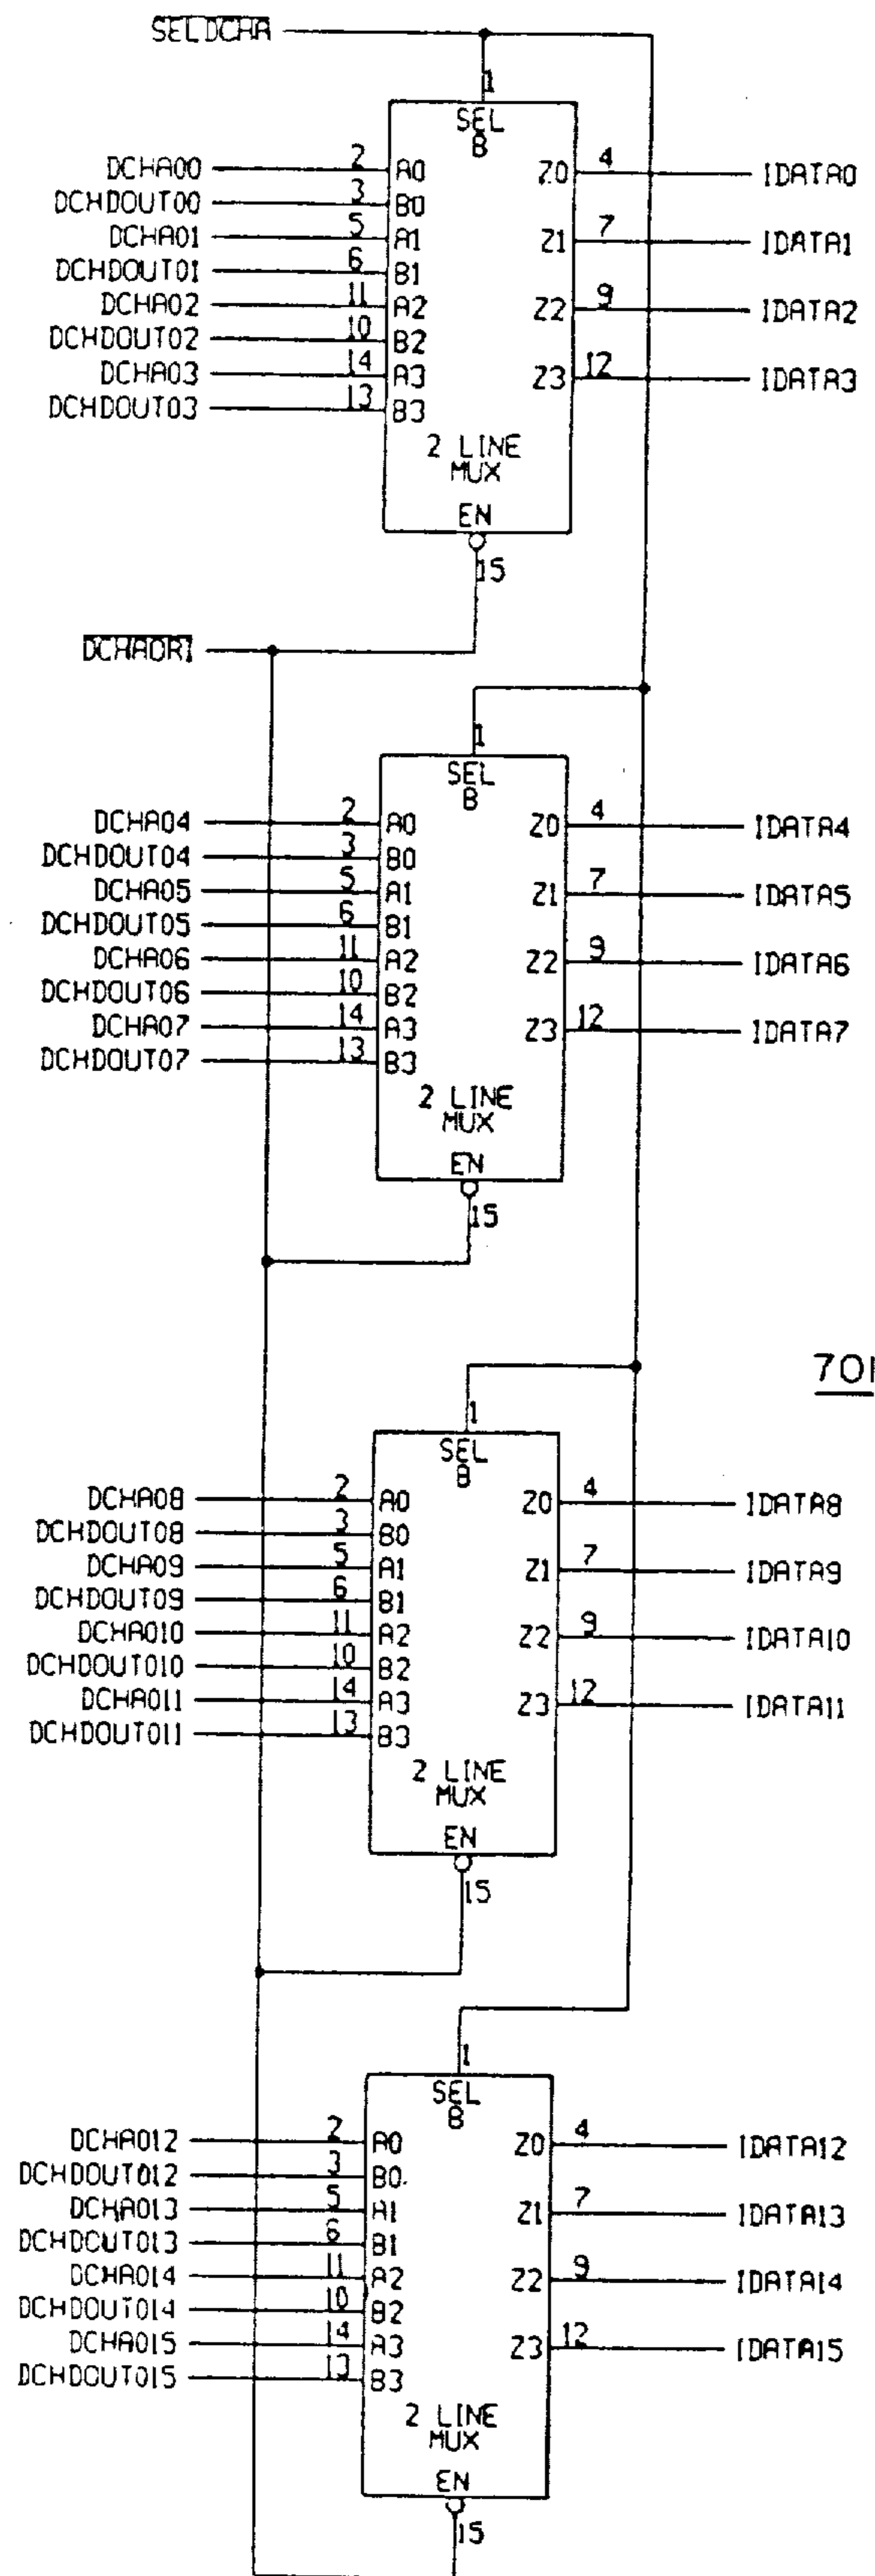 SELDCHA
1
SEL
B
DCHA00 2 A0 Z0 4 IDATA0
DCHDOUT00 3 B0
DCHA01 5 A1 Z1 7 IDATA1
DCHDOUT01 6 B1
DCHA02 11 A2 Z2 9 IDATA2
DCHDOUT02 10 B2
DCHA03 14 A3 Z3 12 IDATA3
DCHDOUT03 13 B3
2 LINE
MUX
EN
15
DCHADRI
1
SEL
B
DCHA04 2 A0 Z0 4 IDATA4
DCHDOUT04 3 B0
DCHA05 5 A1 Z1 7 IDATA5
DCHDOUT05 6 B1
DCHA06 11 A2 Z2 9 IDATA6
DCHDOUT06 10 B2
DCHA07 14 A3 Z3 12 IDATA7
DCHDOUT07 13 B3
2 LINE
MUX
EN
15
701
1
SEL
B
DCHA08 2 A0 Z0 4 IDATA8
DCHDOUT08 3 B0
DCHA09 5 A1 Z1 7 IDATA9
DCHDOUT09 6 B1
DCHA010 11 A2 Z2 9 IDATA10
DCHDOUT010 10 B2
DCHA011 14 A3 Z3 12 IDATA11
DCHDOUT011 13 B3
2 LINE
MUX
EN
15
1
SEL
B
DCHA012 2 A0 Z0 4 IDATA12
DCHDOUT012 3 B0
DCHA013 5 A1 Z1 7 IDATA13
DCHDOUT013 6 B1
DCHA014 11 A2 Z2 9 IDATA14
DCHDOUT014 10 B2
DCHA015 14 A3 Z3 12 IDATA15
DCHDOUT015 13 B3
2 LINE
MUX
EN
15